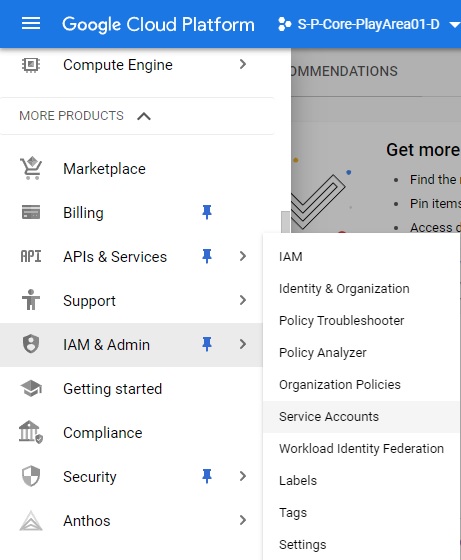 Google Cloud Platform
S-P-Core-PlayArea01-D
Compute Engine
OMMENDATIONS
MORE PRODUCTS
Get more
Marketplace
Find the
Billing
Pin items
Access
API
APIs & Services
IAM
Identity & Organization
Support
Policy Troubleshooter
IAM & Admin
Policy Analyzer
Getting started
Organization Policies
Service Accounts
Compliance
Workload Identity Federation
Security
Labels
Tags
Anthos
Settings